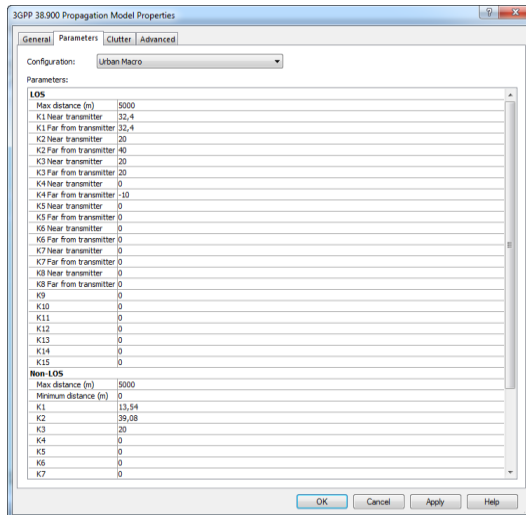 3GPP 38.900 Propagation Model Properties
General Parameters Clutter Advanced
Configuration: Urban Macro
Parameters:
LOS
Max distance (m) 5000
K1 Near transmitter 32,4
K1 Far from transmitter 32,4
K2 Near transmitter 20
K2 Far from transmitter 40
K3 Near transmitter 20
K3 Far from transmitter 20
K4 Near transmitter 0
K4 Far from transmitter -10
K5 Near transmitter 0
K5 Far from transmitter 0
K6 Near transmitter 0
K6 Far from transmitter 0
K7 Near transmitter 0
K7 Far from transmitter 0
K8 Near transmitter 0
K8 Far from transmitter 0
K9 0
K10 0
K11 0
K12 0
K13 0
K14 0
K15 0
Non-LOS
Max distance (m) 5000
Minimum distance (m) 0
K1 13,54
K2 39,08
K3 20
K4 0
K5 0
K6 0
K7 0
OK Cancel Apply Help